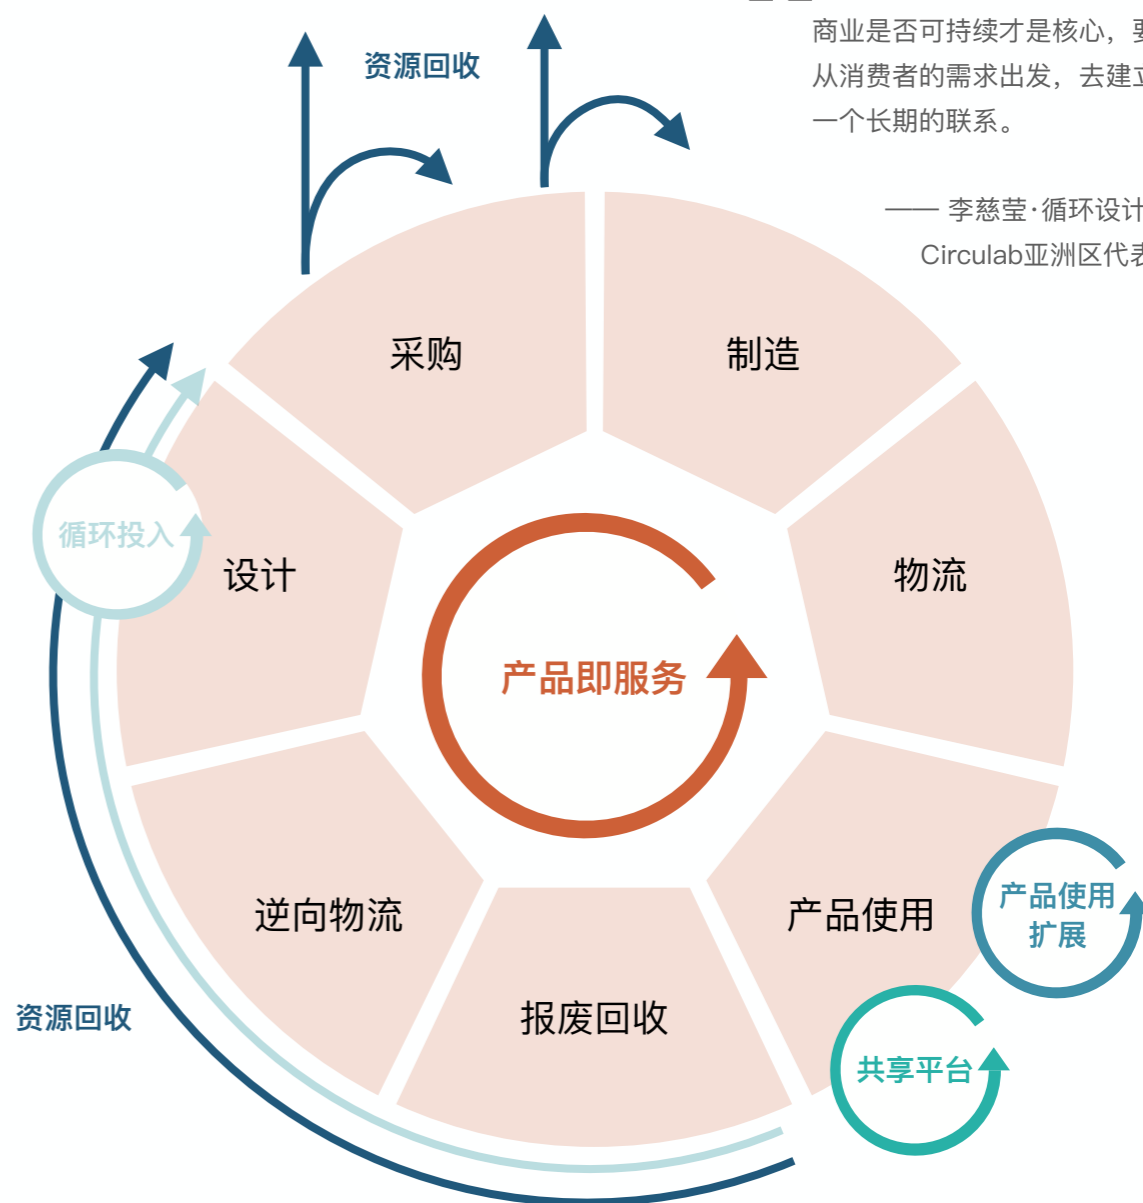 商业是否可持续才是核心，要
从消费者的需求出发，去建立
一个长期的联系。
—— 李慈莹·循环设计
Circulab亚洲区代表
资源回收
采购
制造
循环投入
设计
物流
产品即服务
逆向物流
产品使用
产品使用
扩展
资源回收
报废回收
共享平台